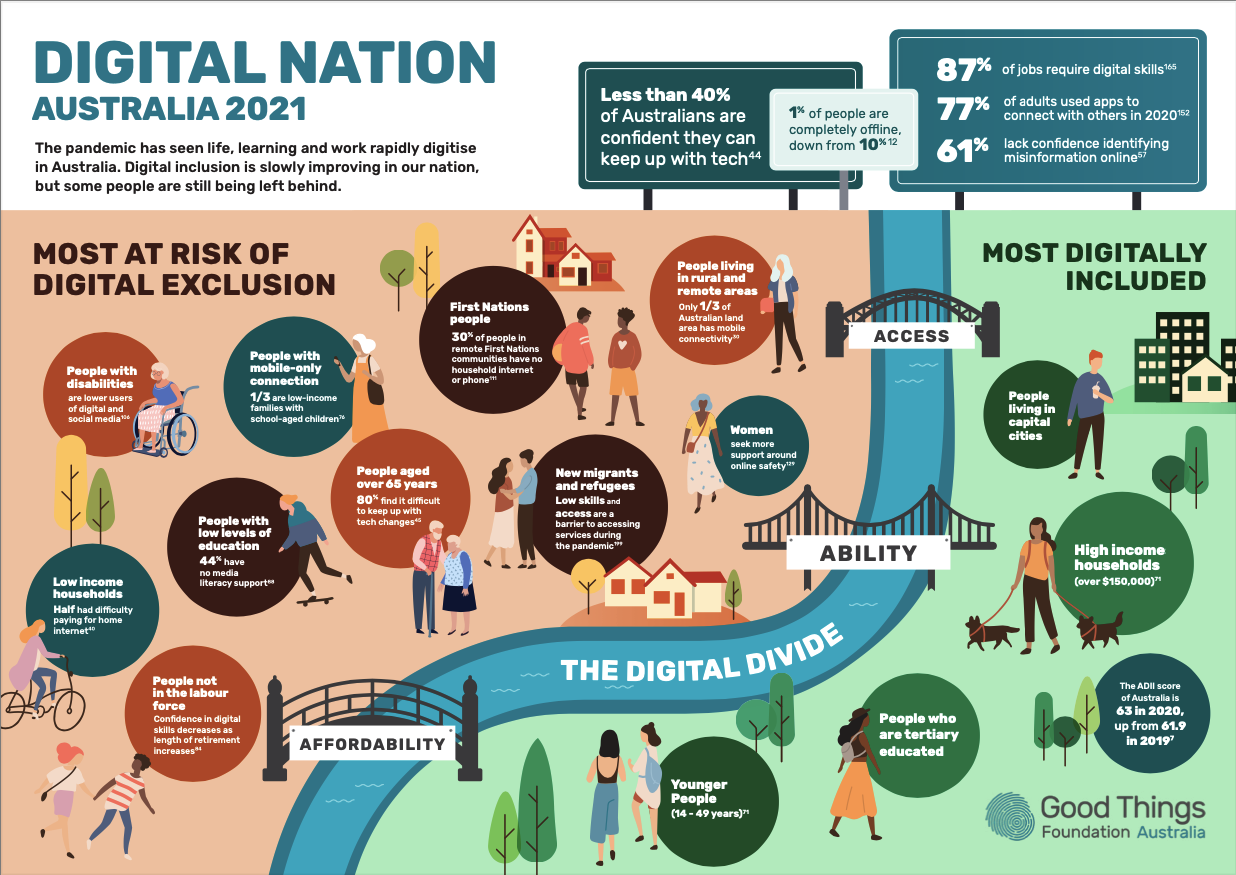 DIGITAL NATION
AUSTRALIA 2021
The pandemic has seen life, learning and work rapidly digitise
in Australia. Digital inclusion is slowly improving in our nation,
but some people are still being left behind.
Less than 40%
of Australians are
confident they can
keep up with tech⁴⁴
1% of people are
completely offline,
down from 10%¹²
87% of jobs require digital skills¹⁶⁵
77% of adults used apps to
connect with others in 2020¹⁵²
61% lack confidence identifying
misinformation online⁵⁷
MOST AT RISK OF
DIGITAL EXCLUSION
People with
disabilities
are lower users
of digital and
social media¹⁰⁶
People with
mobile-only
connection
1/3 are low-income
families with
school-aged children⁷⁶
First Nations
people
30% of people in
remote First Nations
communities have no
household internet
or phone¹¹¹
People living
in rural and
remote areas
Only 1/3 of
Australian land
area has mobile
connectivity³⁰
People with
low levels of
education
44% have
no media
literacy support⁶⁸
People aged
over 65 years
80% find it difficult
to keep up with
tech changes⁴⁵
New migrants
and refugees
Low skills and
access are a
barrier to accessing
services during
the pandemic¹⁹⁹
Women
seek more
support around
online safety¹²⁹
Low income
households
Half had difficulty
paying for home
internet⁴⁰
People not
in the labour
force
Confidence in digital
skills decreases as
length of retirement
increases⁸⁴
ACCESS
ABILITY
AFFORDABILITY
THE DIGITAL DIVIDE
MOST DIGITALLY
INCLUDED
People
living in
capital
cities
High income
households
(over $150,000)⁷¹
People who
are tertiary
educated
Younger
People
(14 - 49 years)⁷¹
The ADII score
of Australia is
63 in 2020,
up from 61.9
in 2019⁷
Good Things
Foundation Australia